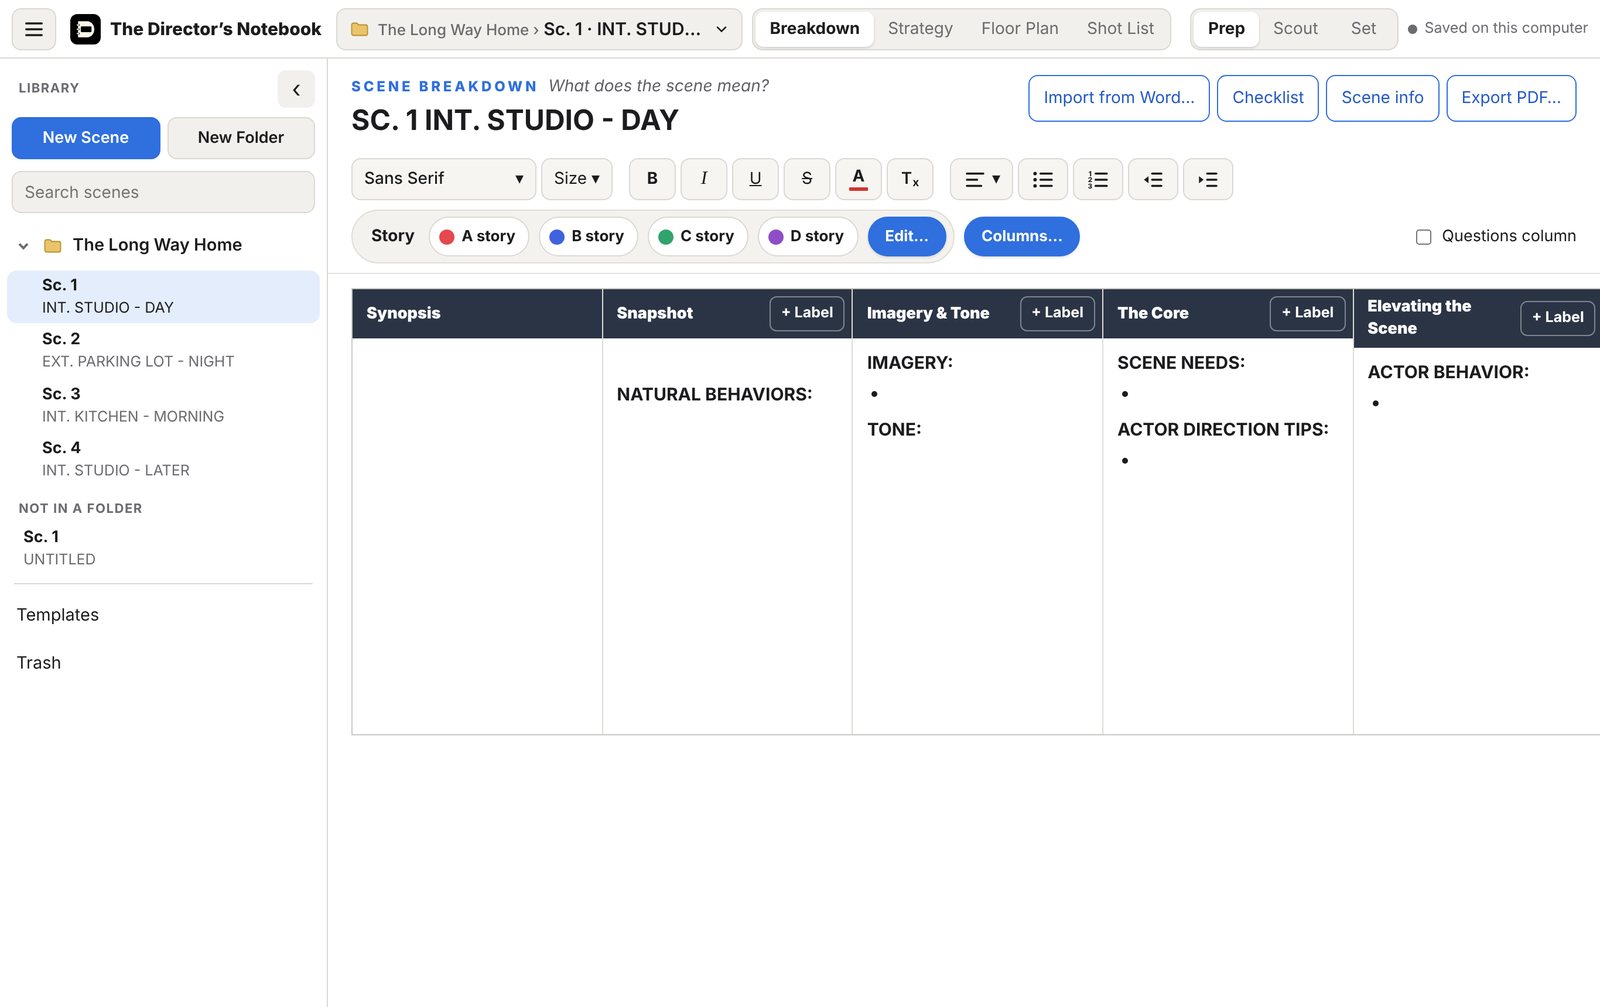 The Director's Notebook
The Long Way Home › Sc. 1 · INT. STUD...
Breakdown
Strategy
Floor Plan
Shot List
Prep
Scout
Set
Saved on this computer
LIBRARY
New Scene
New Folder
Search scenes
The Long Way Home
Sc. 1
INT. STUDIO - DAY
Sc. 2
EXT. PARKING LOT - NIGHT
Sc. 3
INT. KITCHEN - MORNING
Sc. 4
INT. STUDIO - LATER
NOT IN A FOLDER
Sc. 1
UNTITLED
Templates
Trash
SCENE BREAKDOWN What does the scene mean?
SC. 1 INT. STUDIO - DAY
Import from Word...
Checklist
Scene info
Export PDF...
Sans Serif
Size
B
I
U
S
A
Tx
Story
A story
B story
C story
D story
Edit...
Columns...
Questions column
Synopsis
Snapshot
+ Label
NATURAL BEHAVIORS:
Imagery & Tone
+ Label
IMAGERY:
•
TONE:
The Core
+ Label
SCENE NEEDS:
•
ACTOR DIRECTION TIPS:
•
Elevating the
Scene
+ Label
ACTOR BEHAVIOR:
•